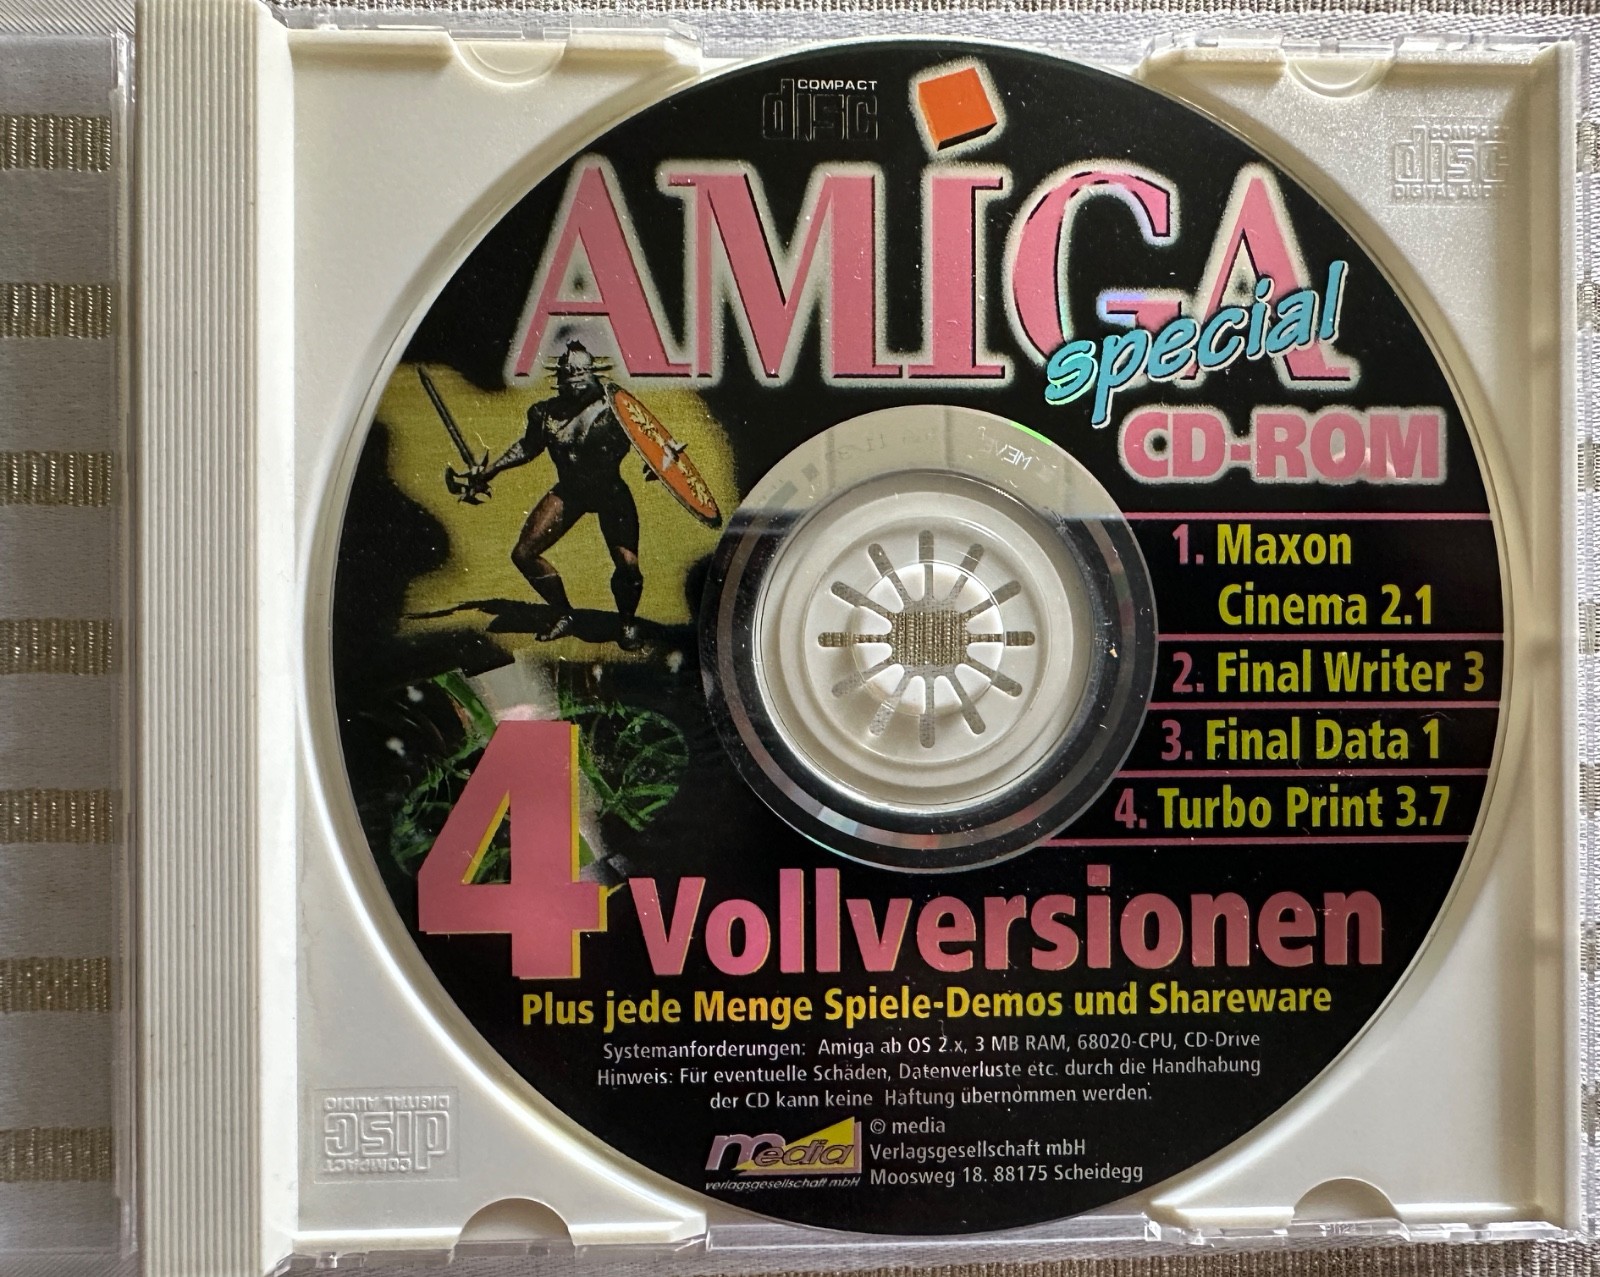 COMPACT
disc
AMIGA
special
CD-ROM
COMPACT
disc
DIGITAL AUDIO
1. Maxon
Cinema 2.1
2. Final Writer 3
3. Final Data 1
4. Turbo Print 3.7
4 Vollversionen
Plus jede Menge Spiele-Demos und Shareware
Systemanforderungen: Amiga ab OS 2.x, 3 MB RAM, 68020-CPU, CD-Drive
Hinweis: Für eventuelle Schäden, Datenverluste etc. durch die Handhabung
der CD kann keine Haftung übernommen werden.
media
verlagsgesellschaft mbH
© media
Verlagsgesellschaft mbH
Moosweg 18. 88175 Scheidegg
COMPACT
disc
DIGITAL AUDIO